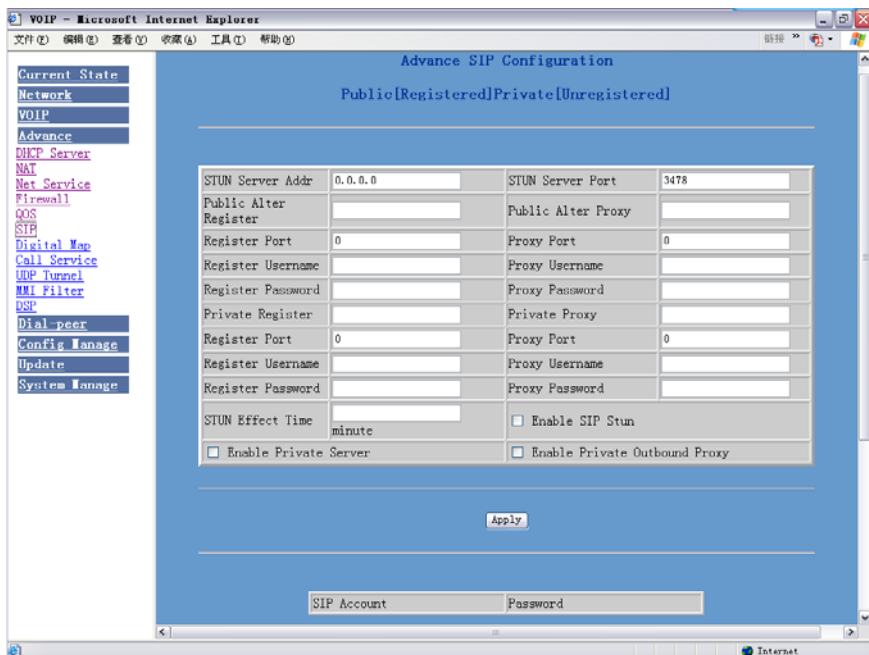 VOIP - Microsoft Internet Explorer
文件(F) 编辑(E) 查看(V) 收藏(A) 工具(T) 帮助(H) 链接 »
Current State
Network
VOIP
Advance
DHCP Server
NAT
Net Service
Firewall
QOS
SIP
Digital Map
Call Service
UDP Tunnel
MMI Filter
DSP
Dial-peer
Config Manage
Update
System Manage
Advance SIP Configuration
Public[Registered]Private[Unregistered]
STUN Server Addr 0.0.0.0 STUN Server Port 3478
Public Alter Register Public Alter Proxy
Register Port 0 Proxy Port 0
Register Username Proxy Username
Register Password Proxy Password
Private Register Private Proxy
Register Port 0 Proxy Port 0
Register Username Proxy Username
Register Password Proxy Password
STUN Effect Time minute Enable SIP Stun
Enable Private Server Enable Private Outbound Proxy
Apply
SIP Account Password
Internet